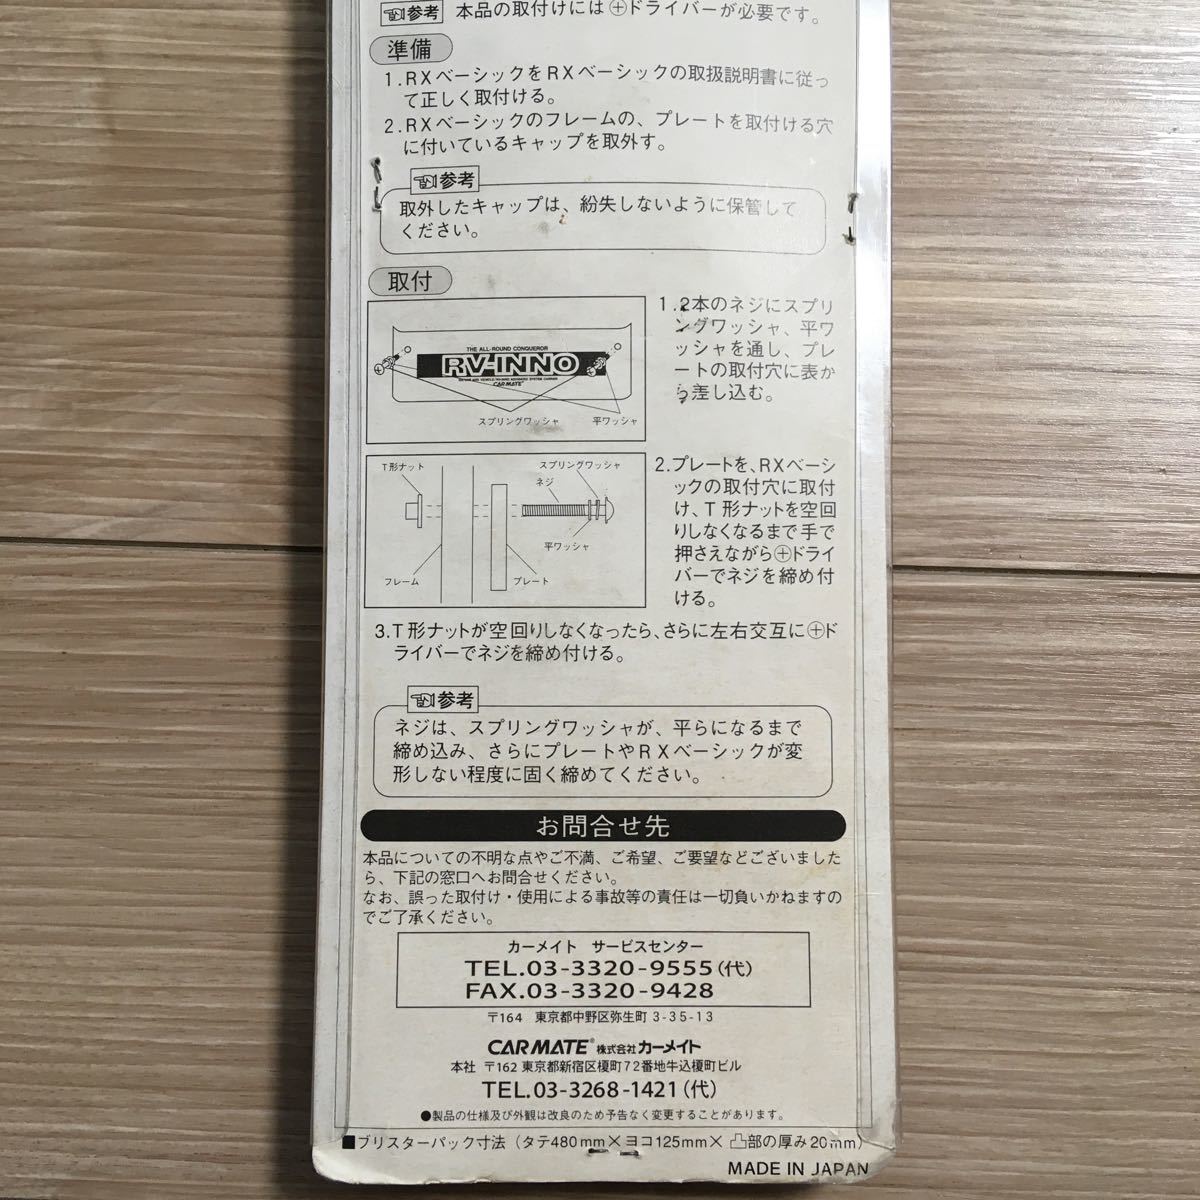 参考 本品の取付けには⊕ドライバーが必要です。
準備
1.RXベーシックをRXベーシックの取扱説明書に従っ
て正しく取付ける。
2.RXベーシックのフレームの、プレートを取付ける穴
に付いているキャップを取外す。
参考
取外したキャップは、紛失しないように保管して
ください。
取付
THE ALL-ROUND CONQUEROR
RV-INNO
CARMATE
スプリングワッシャ 平ワッシャ
1.2本のネジにスプリ
ングワッシャ、平ワ
ッシャを通し、プレ
ートの取付穴に表か
ら差し込む。
T形ナット スプリングワッシャ
ネジ
平ワッシャ
フレーム プレート
2.プレートを、RXベーシ
ックの取付穴に取付
け、T形ナットを空回
りしなくなるまで手で
押さえながら⊕ドライ
バーでネジを締め付
ける。
3.T形ナットが空回りしなくなったら、さらに左右交互に⊕ド
ライバーでネジを締め付ける。
参考
ネジは、スプリングワッシャが、平らになるまで
締め込み、さらにプレートやRXベーシックが変
形しない程度に固く締めてください。
お問合せ先
本品についての不明な点やご不満、ご希望、ご要望などございました
ら、下記の窓口へお問合せください。
なお、誤った取付け・使用による事故等の責任は一切負いかねますの
でご了承ください。
カーメイト サービスセンター
TEL.03-3320-9555(代)
FAX.03-3320-9428
〒164 東京都中野区弥生町3-35-13
CARMATE® 株式会社カーメイト
本社 〒162 東京都新宿区榎町72番地牛込榎町ビル
TEL.03-3268-1421(代)
●製品の仕様及び外観は改良のため予告なく変更することがあります。
■ブリスターパック寸法(タテ480mm×ヨコ125mm×凸部の厚み20mm)
MADE IN JAPAN